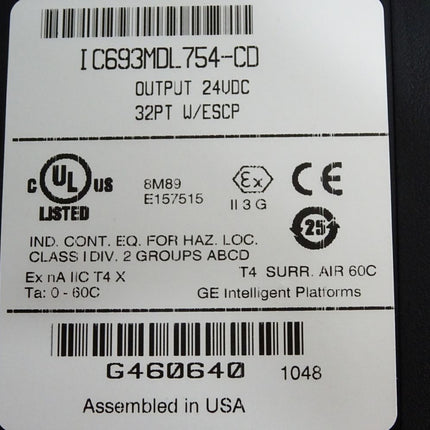 IC693MDL754-CD
OUTPUT 24VDC
32PT W/ESCP
C UL US
LISTED
8M89
E157515
Ex
II 3 G
CE
25
IND. CONT. EQ. FOR HAZ. LOC.
CLASS I DIV. 2 GROUPS ABCD
Ex nA IIC T4 X
Ta: 0 - 60C
T4 SURR. AIR 60C
GE Intelligent Platforms
G460640 1048
Assembled in USA